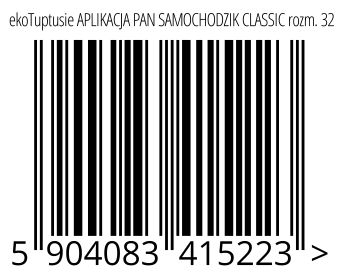 ekoTuptusie APLIKACJA PAN SAMOCHODZIK CLASSIC rozm. 32
5 904083 415223 >